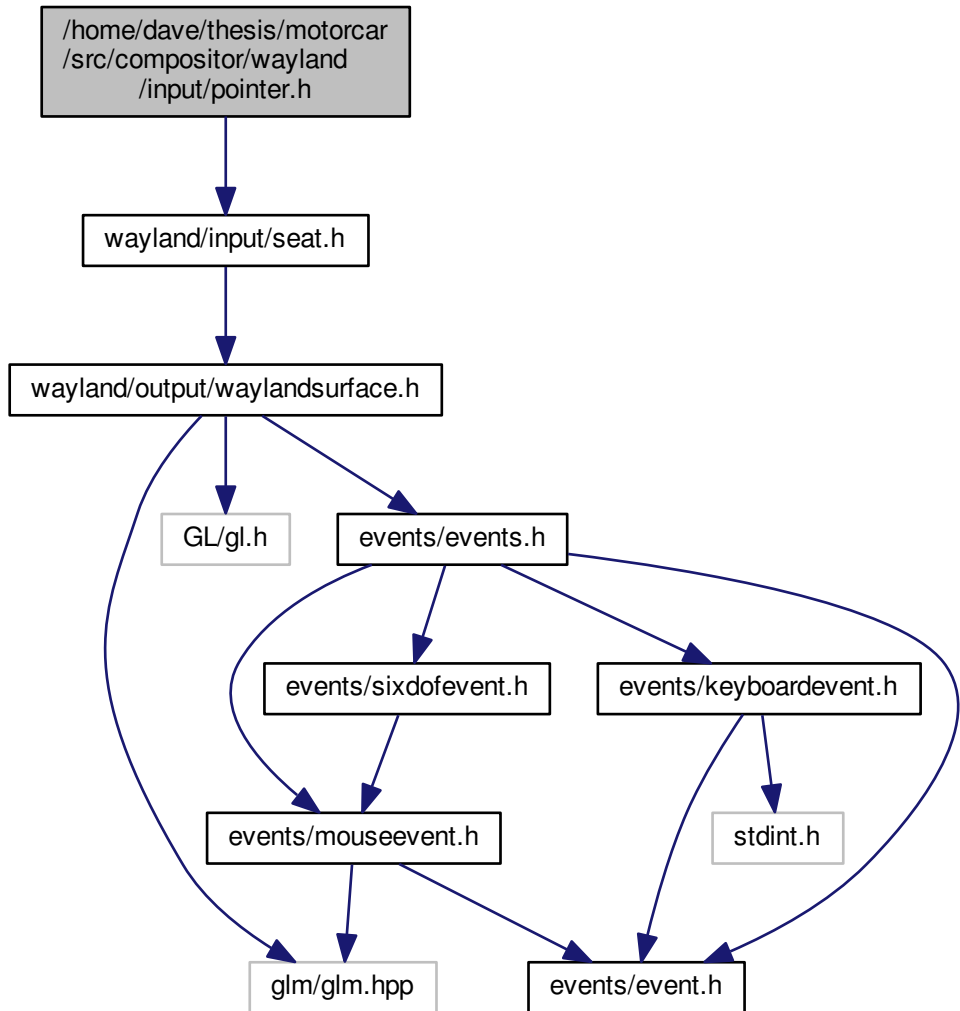 /home/dave/thesis/motorcar
/src/compositor/wayland
/input/pointer.h
wayland/input/seat.h
wayland/output/waylandsurface.h
GL/gl.h
events/events.h
events/sixdofevent.h
events/keyboardevent.h
events/mouseevent.h
stdint.h
glm/glm.hpp
events/event.h